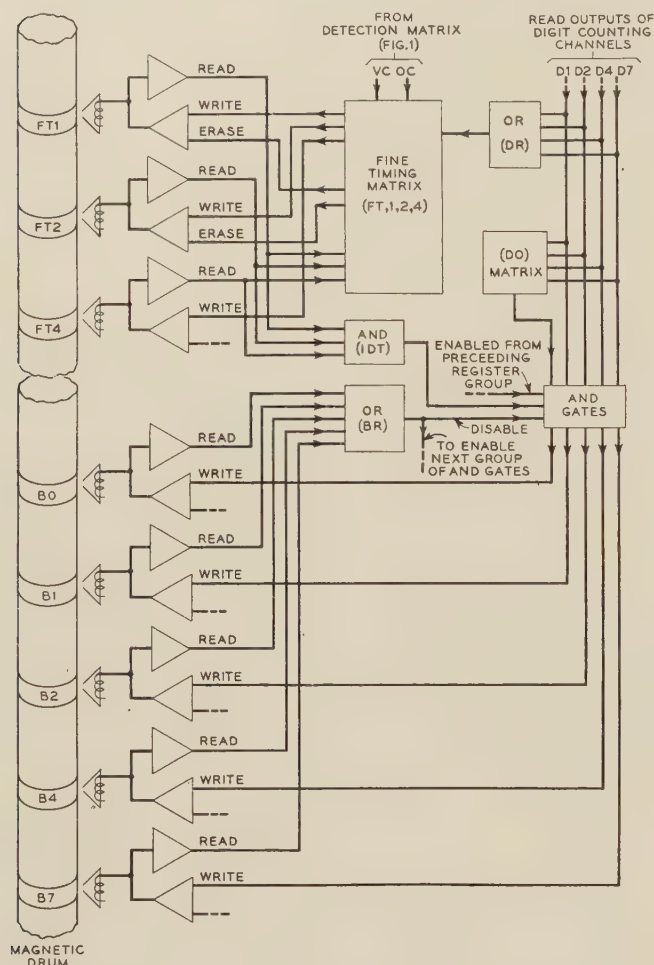 FROM
DETECTION MATRIX
(FIG.1)
VC OC
READ OUTPUTS OF
DIGIT COUNTING
CHANNELS
D1 D2 D4 D7
READ
WRITE
ERASE
FT1
OR
(DR)
FINE
TIMING
MATRIX
(FT,1,2,4)
READ
WRITE
ERASE
FT2
(DO)
MATRIX
READ
WRITE
FT4
AND
(IDT)
ENABLED FROM
PRECEEDING
REGISTER
GROUP
AND
GATES
OR
(BR)
DISABLE
TO ENABLE
NEXT GROUP
OF AND GATES
READ
WRITE
B0
READ
WRITE
B1
READ
WRITE
B2
READ
WRITE
B4
READ
WRITE
B7
MAGNETIC
DRUM